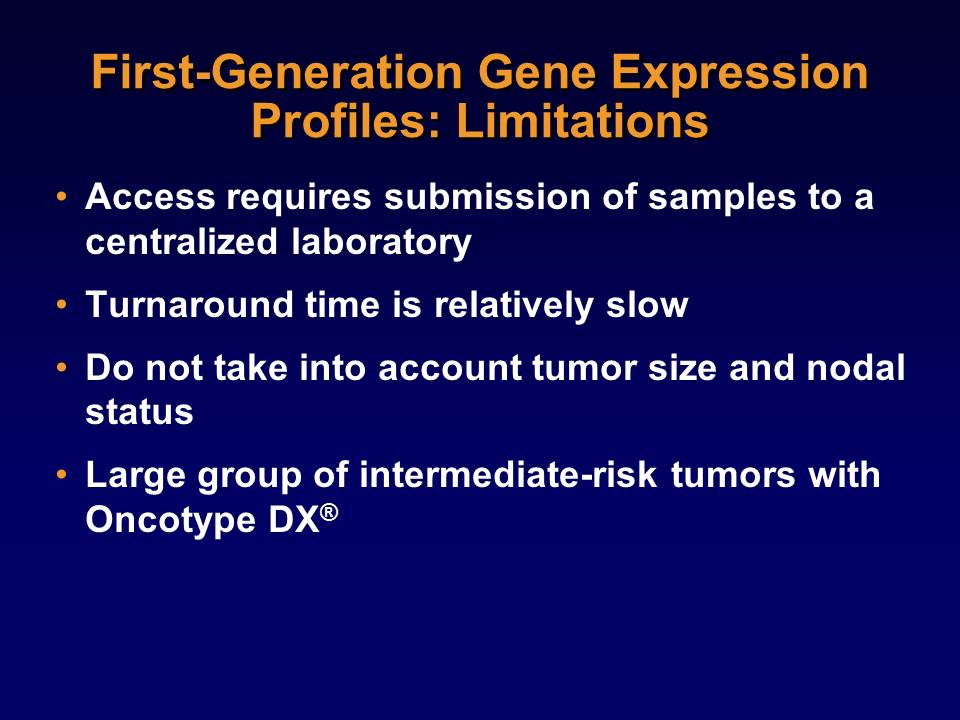 First-Generation Gene Expression
Profiles: Limitations
• Access requires submission of samples to a
centralized laboratory
• Turnaround time is relatively slow
• Do not take into account tumor size and nodal
status
• Large group of intermediate-risk tumors with
Oncotype DX®